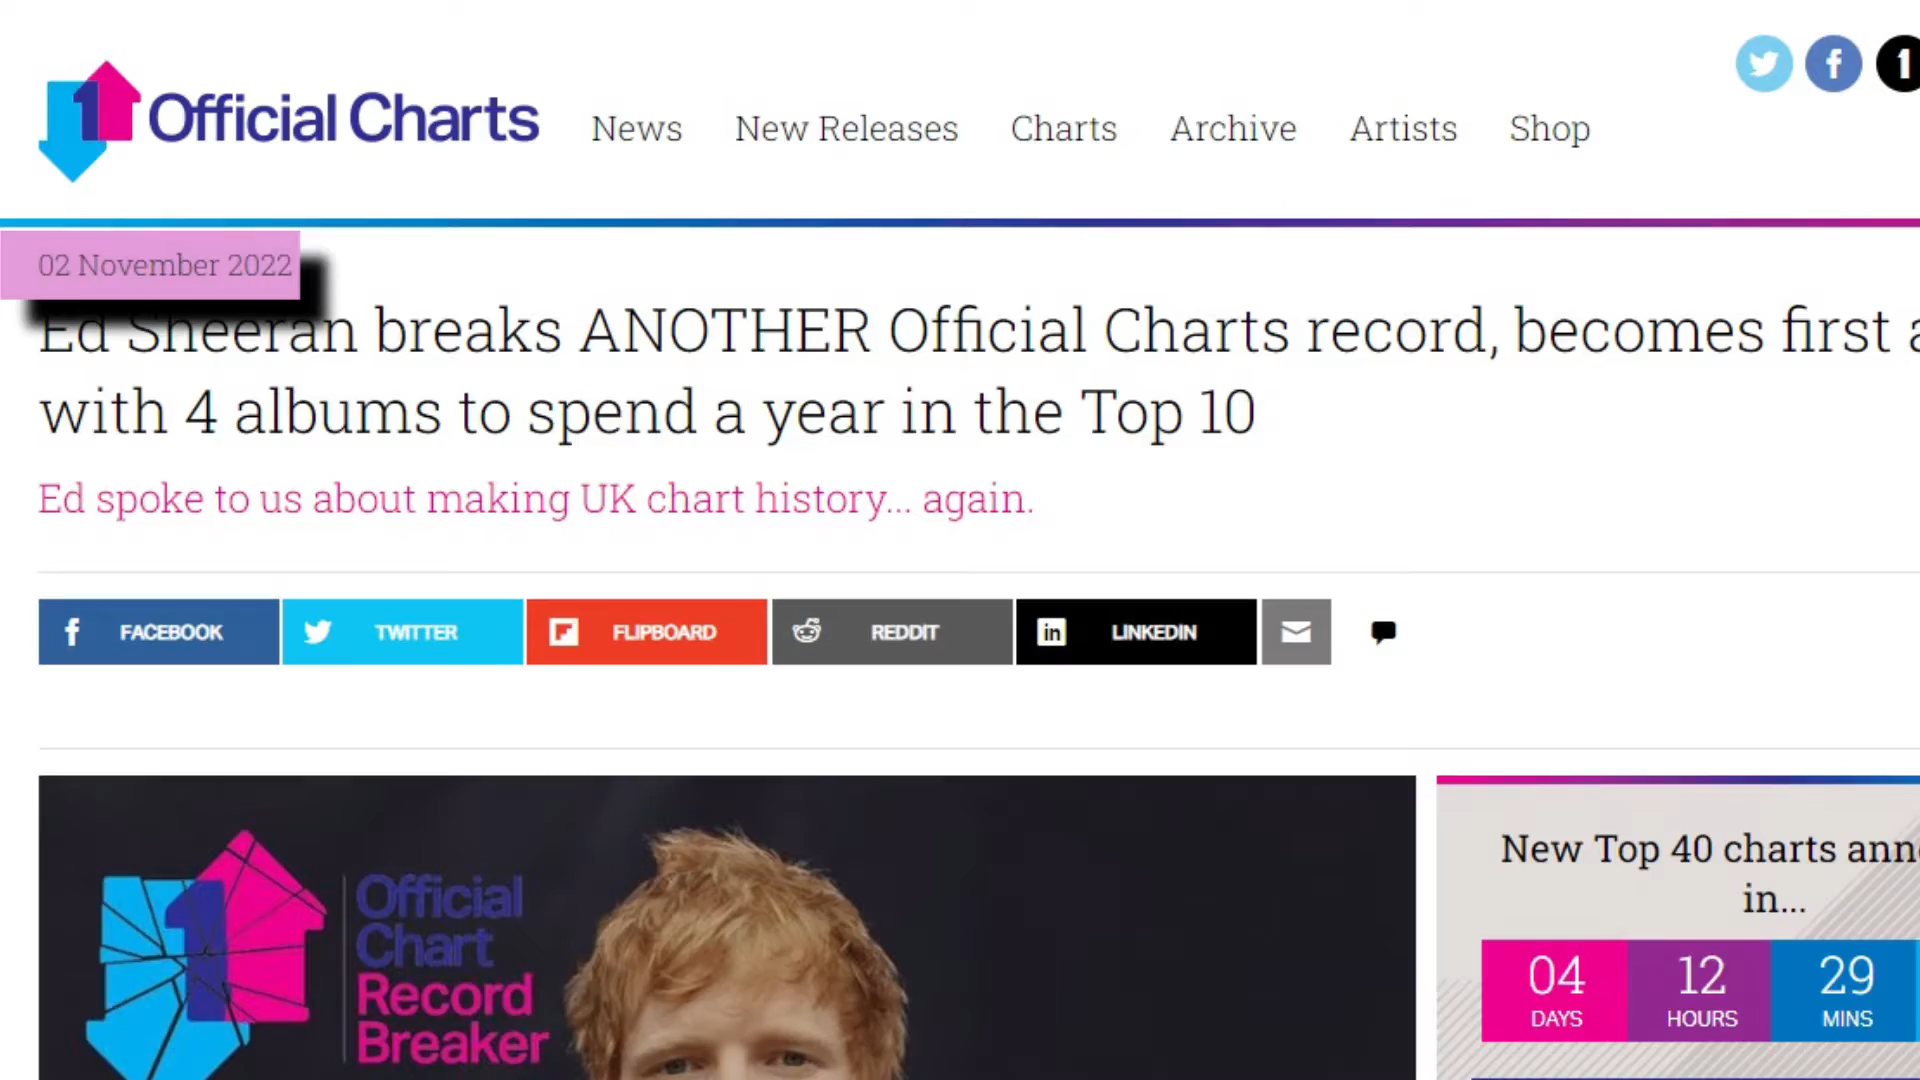 Official Charts
News New Releases Charts Archive Artists Shop
02 November 2022
Ed Sheeran breaks ANOTHER Official Charts record, becomes first a
with 4 albums to spend a year in the Top 10
Ed spoke to us about making UK chart history... again.
FACEBOOK TWITTER FLIPBOARD REDDIT LINKEDIN
Official
Chart
Record
Breaker
New Top 40 charts ann
in...
04 12 29
DAYS HOURS MINS